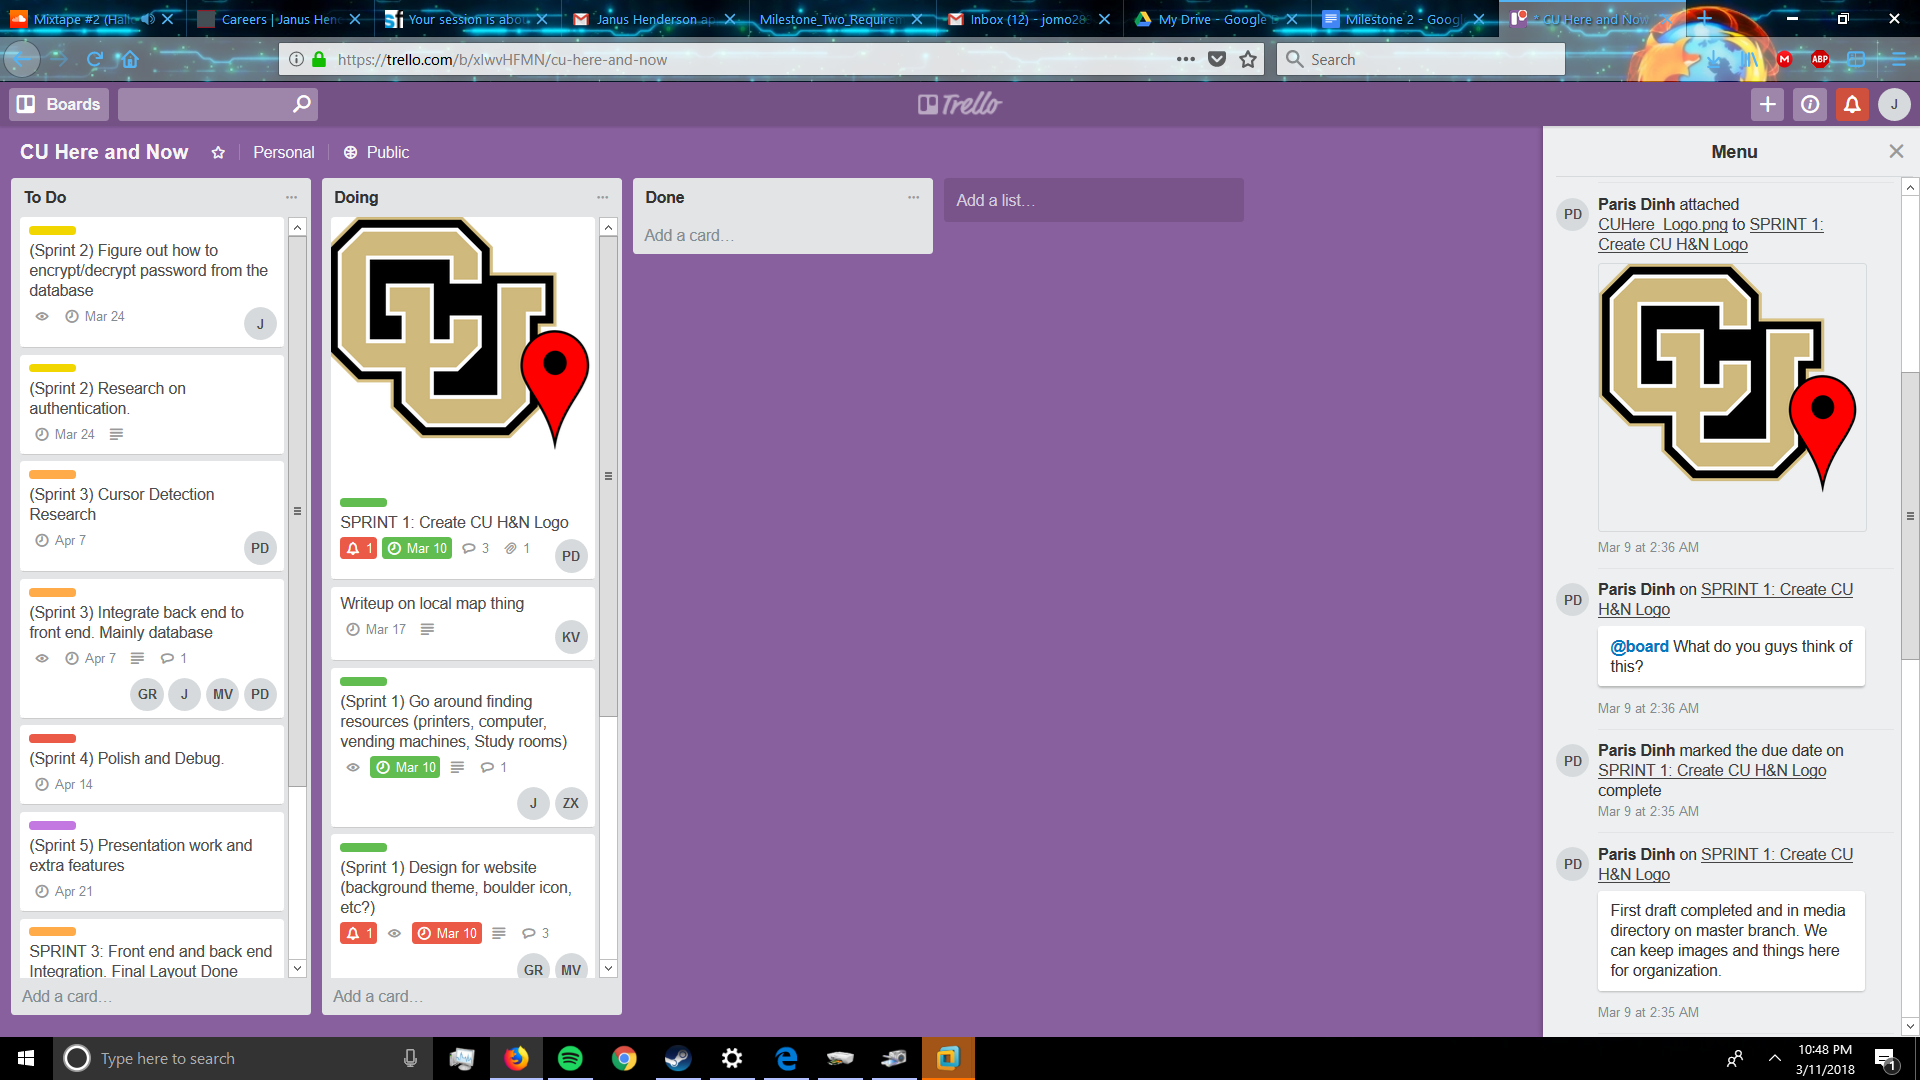 Mixtape #2 (Hall
Careers | Janus Hen
Your session is abo
Janus Henderson ap
Milestone_Two_Require
Inbox (12) - jomo28
My Drive - Google
Milestone 2 - Goog
* CU Here and Now
https://trello.com/b/xlwvHFMN/cu-here-and-now
Search
ABP
Boards
Trello
J
CU Here and Now
Personal
Public
To Do
(Sprint 2) Figure out how to
encrypt/decrypt password from the
database
Mar 24
J
(Sprint 2) Research on
authentication.
Mar 24
(Sprint 3) Cursor Detection
Research
Apr 7
PD
(Sprint 3) Integrate back end to
front end. Mainly database
Apr 7 1
GR J MV PD
(Sprint 4) Polish and Debug.
Apr 14
(Sprint 5) Presentation work and
extra features
Apr 21
SPRINT 3: Front end and back end
Integration. Final Layout Done
Add a card...
Doing
CU
SPRINT 1: Create CU H&N Logo
1 Mar 10 3 1
PD
Writeup on local map thing
Mar 17
KV
(Sprint 1) Go around finding
resources (printers, computer,
vending machines, Study rooms)
Mar 10 1
J ZX
(Sprint 1) Design for website
(background theme, boulder icon,
etc?)
1 Mar 10 3
GR MV
Add a card...
Done
Add a card...
Add a list...
Menu
PD
Paris Dinh attached
CUHere_Logo.png to SPRINT 1:
Create CU H&N Logo
CU
Mar 9 at 2:36 AM
PD
Paris Dinh on SPRINT 1: Create CU
H&N Logo
@board What do you guys think of
this?
Mar 9 at 2:36 AM
PD
Paris Dinh marked the due date on
SPRINT 1: Create CU H&N Logo
complete
Mar 9 at 2:35 AM
PD
Paris Dinh on SPRINT 1: Create CU
H&N Logo
First draft completed and in media
directory on master branch. We
can keep images and things here
for organization.
Mar 9 at 2:35 AM
Type here to search
10:48 PM
3/11/2018
1